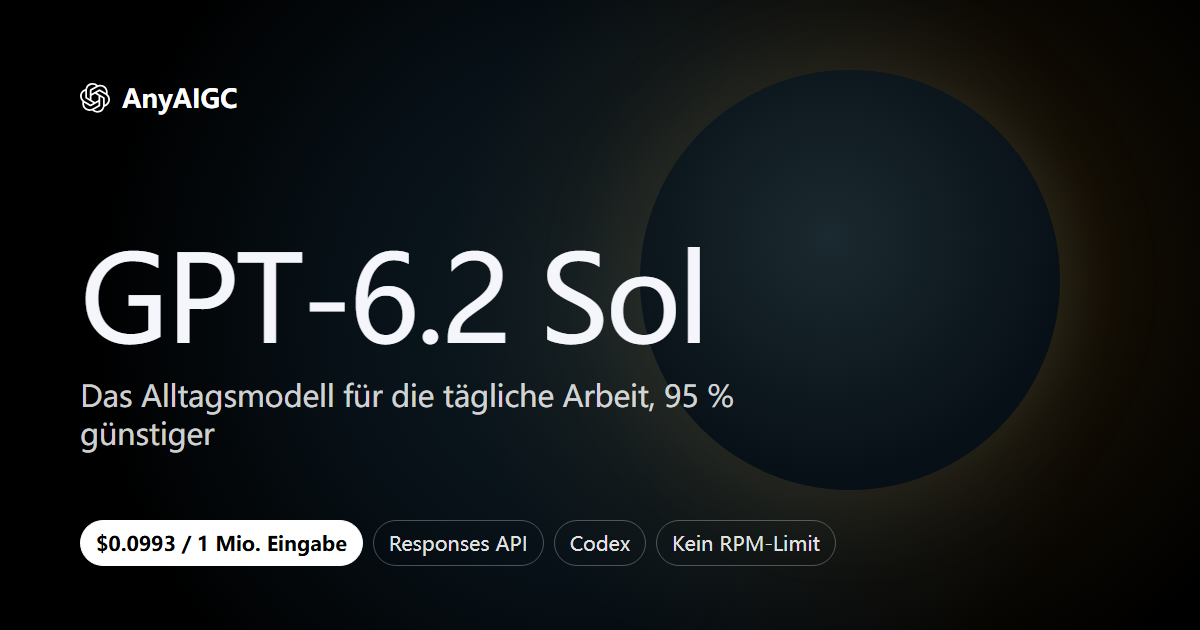 AnyAIGC
GPT-6.2 Sol
Das Alltagsmodell für die tägliche Arbeit, 95 %
günstiger
$0.0993 / 1 Mio. Eingabe
Responses API
Codex
Kein RPM-Limit